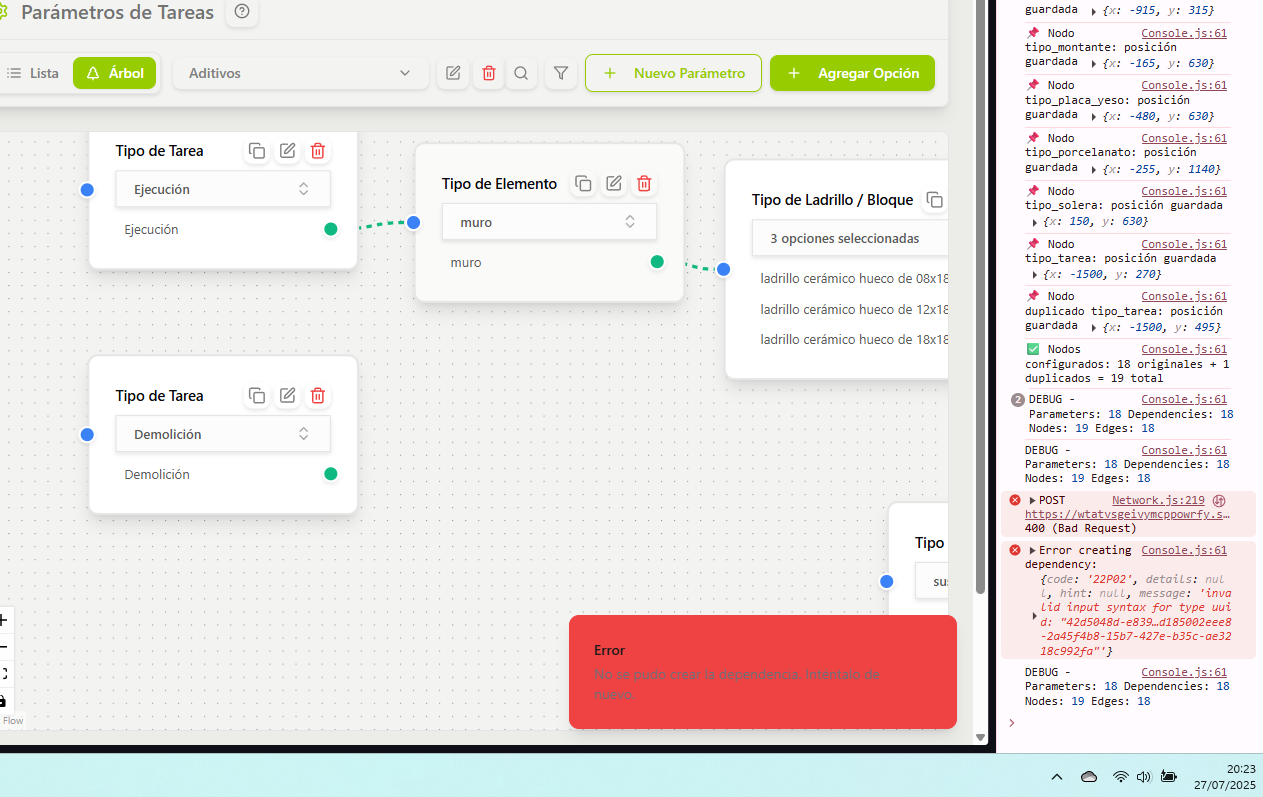 Parámetros de Tareas
Lista
Árbol
Aditivos
Nuevo Parámetro
Agregar Opción
Tipo de Tarea
Ejecución
Ejecución
Tipo de Elemento
muro
muro
Tipo de Ladrillo / Bloque
3 opciones seleccionadas
ladrillo cerámico hueco de 08x18
ladrillo cerámico hueco de 12x18
ladrillo cerámico hueco de 18x18
Tipo de Tarea
Demolición
Demolición
Tipo
sus
Error
No se pudo crear la dependencia. Inténtalo de
nuevo.
Flow
guardada {x: -915, y: 315}
Nodo Console.js:61
tipo_montante: posición
guardada {x: -165, y: 630}
Nodo Console.js:61
tipo_placa_yeso: posición
guardada {x: -480, y: 630}
Nodo Console.js:61
tipo_porcelanato: posición
guardada {x: -255, y: 1140}
Nodo Console.js:61
tipo_solera: posición guardada
{x: 150, y: 630}
Nodo Console.js:61
tipo_tarea: posición guardada
{x: -1500, y: 270}
Nodo Console.js:61
duplicado tipo_tarea: posición
guardada {x: -1500, y: 495}
Nodos Console.js:61
configurados: 18 originales + 1
duplicados = 19 total
2 DEBUG - Console.js:61
Parameters: 18 Dependencies: 18
Nodes: 19 Edges: 18
DEBUG - Console.js:61
Parameters: 18 Dependencies: 18
Nodes: 19 Edges: 18
POST Network.js:219
https://wtatvsgeivymcppowrfy.s…
400 (Bad Request)
Error creating Console.js:61
dependency:
{code: '22P02', details: nul
l, hint: null, message: 'inva
lid input syntax for type uui
d: "42d5048d-e839…d185002eee8
-2a45f4b8-15b7-427e-b35c-ae32
18c992fa"'}
DEBUG - Console.js:61
Parameters: 18 Dependencies: 18
Nodes: 19 Edges: 18
20:23
27/07/2025